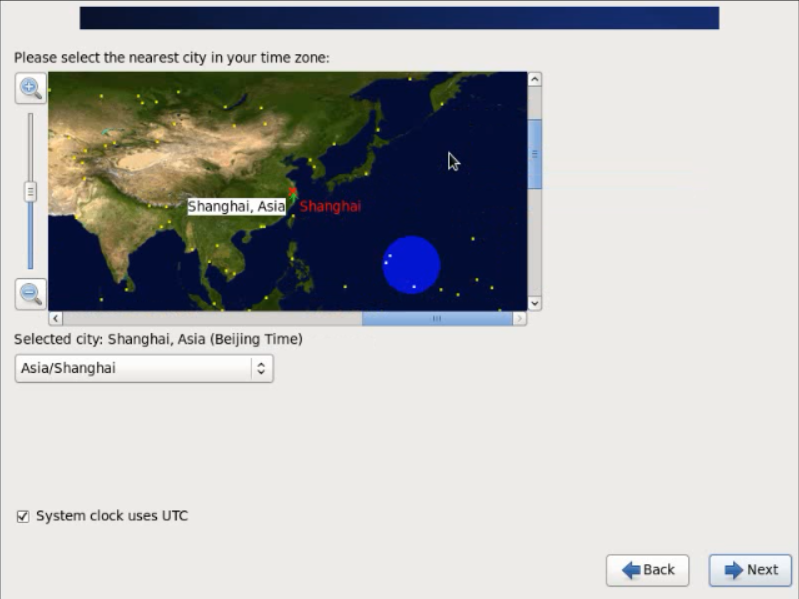 Please select the nearest city in your time zone:
Shanghai, Asia
Shanghai
Selected city: Shanghai, Asia (Beijing Time)
Asia/Shanghai
System clock uses UTC
Back
Next